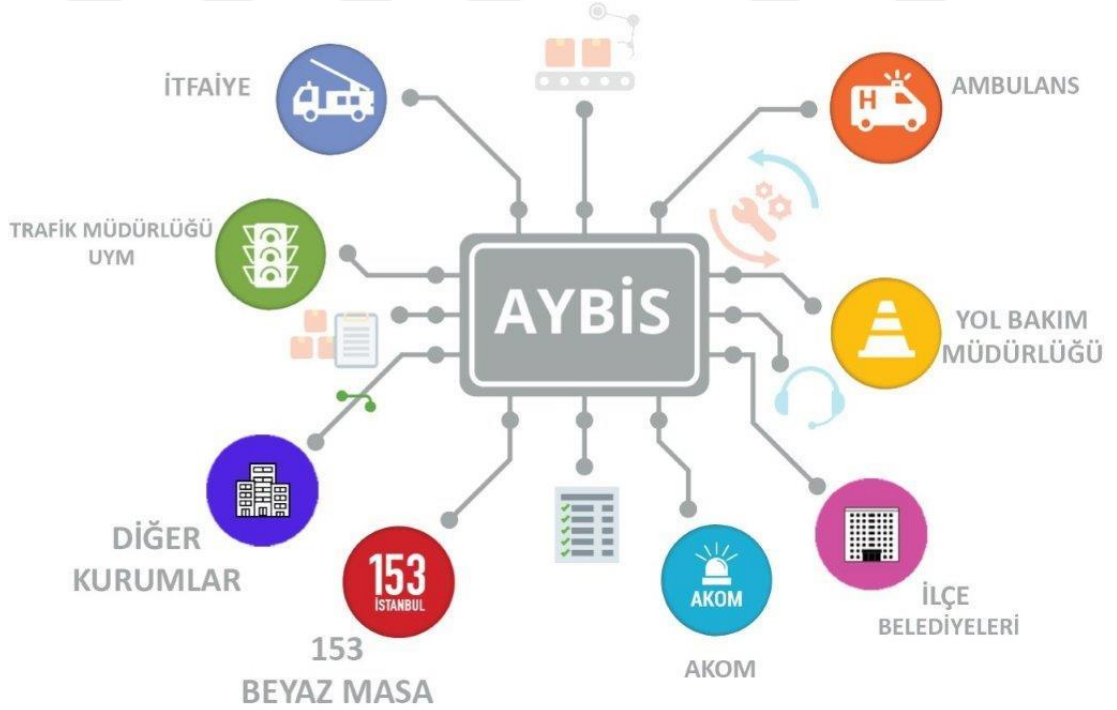 İTFAİYE
AMBULANS
H
TRAFİK MÜDÜRLÜĞÜ
UYM
AYBİS
YOL BAKIM
MÜDÜRLÜĞÜ
DİĞER
KURUMLAR
153
İSTANBUL
153
BEYAZ MASA
AKOM
AKOM
İLÇE
BELEDİYELERİ